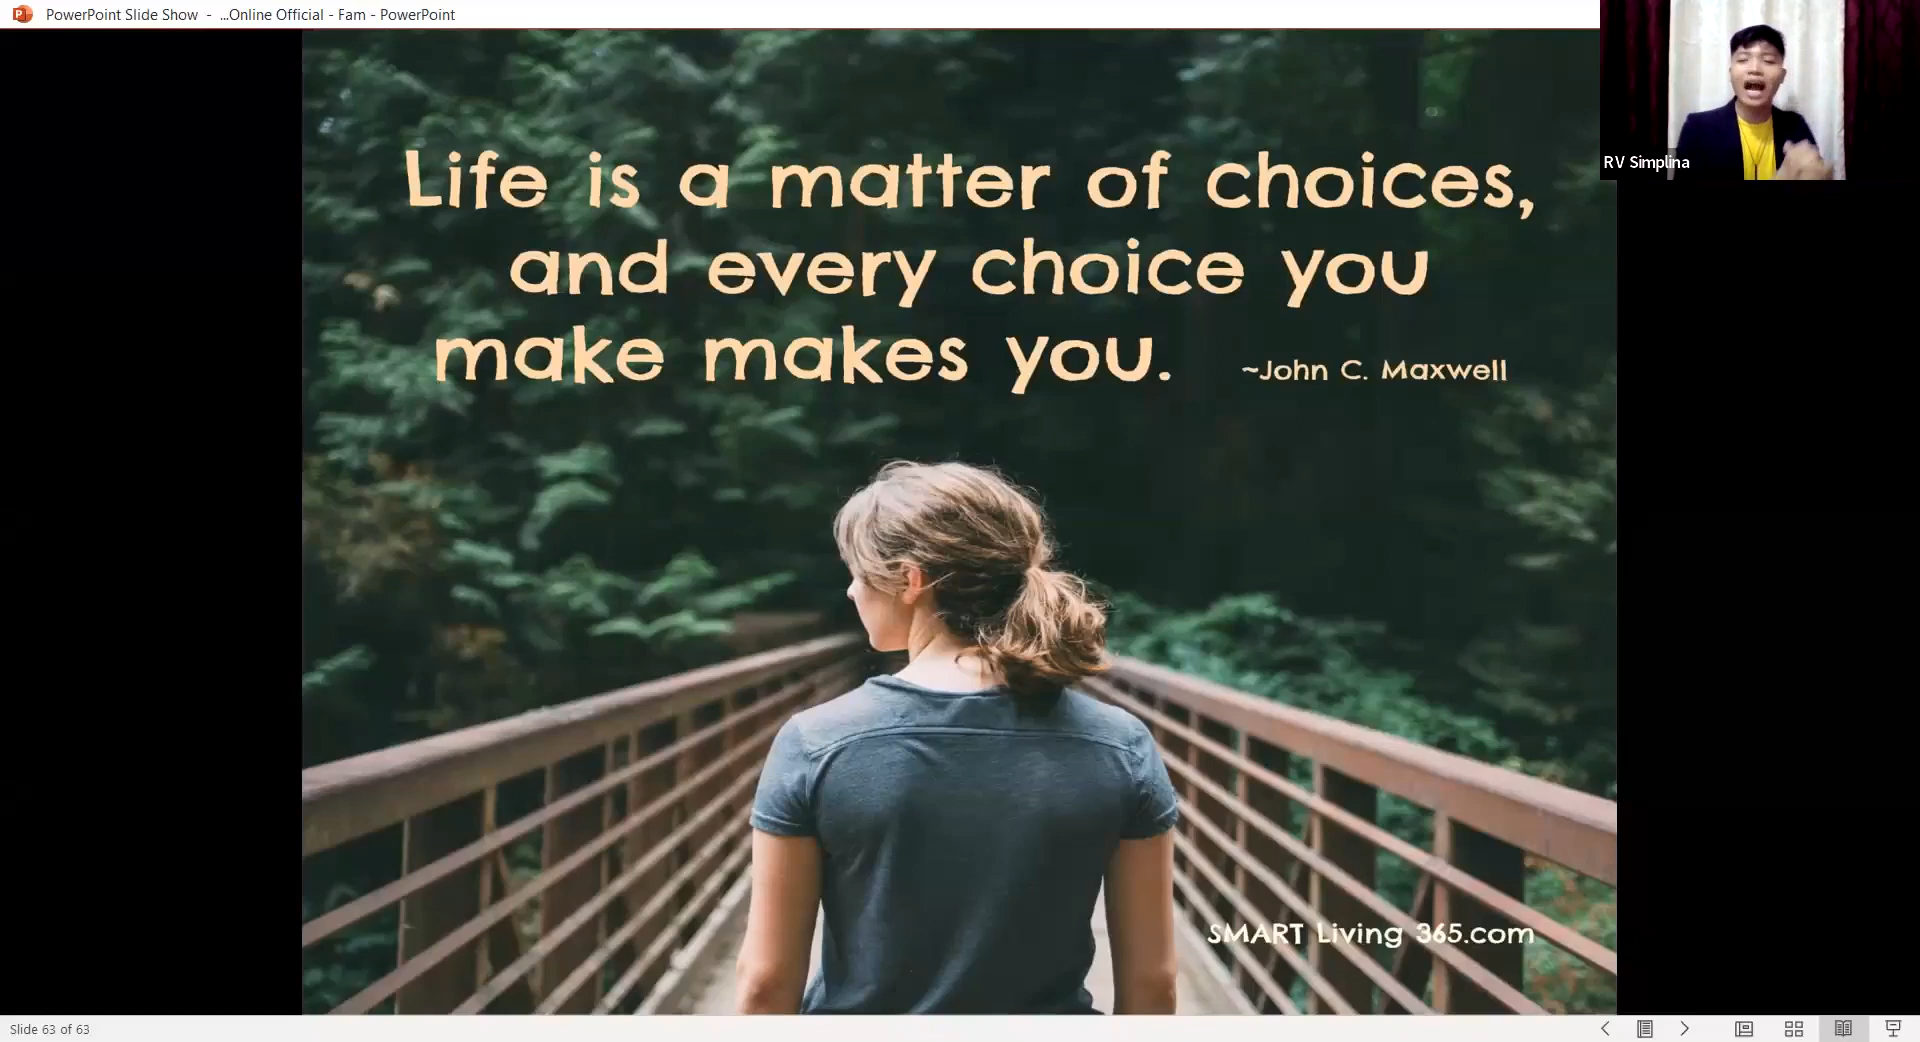 PowerPoint Slide Show - ...Online Official - Fam - PowerPoint
RV Simplina
Life is a matter of choices,
and every choice you
make makes you.
~John C. Maxwell
SMART Living 365.com
Slide 63 of 63